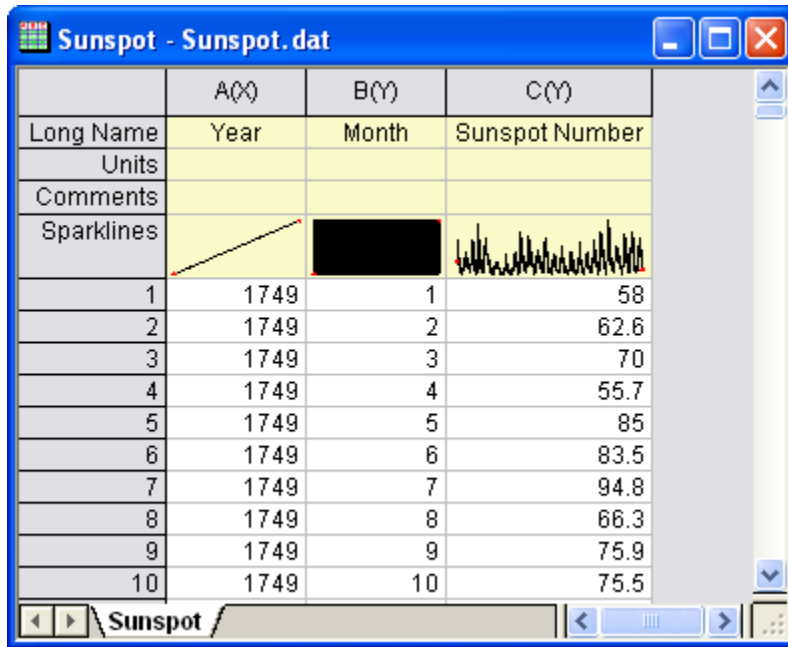 Sunspot - Sunspot.dat
A(X) B(Y) C(Y)
Long Name Year Month Sunspot Number
Units
Comments
Sparklines
1 1749 1 58
2 1749 2 62.6
3 1749 3 70
4 1749 4 55.7
5 1749 5 85
6 1749 6 83.5
7 1749 7 94.8
8 1749 8 66.3
9 1749 9 75.9
10 1749 10 75.5
Sunspot